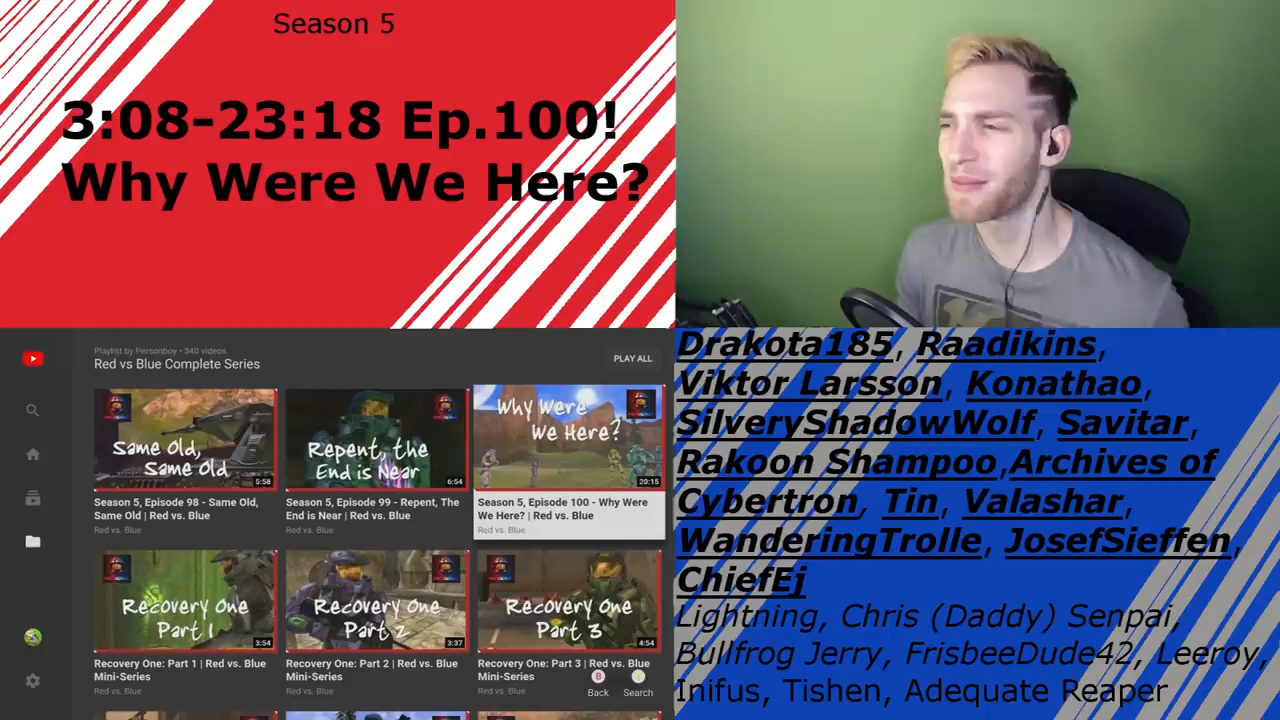 Season 5
3:08-23:18 Ep.100!
Why Were We Here?
Playlist by Personboy • 340 videos
Red vs Blue Complete Series
PLAY ALL
Same Old,
Same Old
5:58
Season 5, Episode 98 - Same Old,
Same Old | Red vs. Blue
Red vs. Blue
Repent, the
End is Near
6:54
Season 5, Episode 99 - Repent, The
End is Near | Red vs. Blue
Red vs. Blue
Why Were
We Here?
20:15
Season 5, Episode 100 - Why Were
We Here? | Red vs. Blue
Red vs. Blue
Recovery One
Part 1
3:54
Recovery One: Part 1 | Red vs. Blue
Mini-Series
Red vs. Blue
Recovery One
Part 2
3:37
Recovery One: Part 2 | Red vs. Blue
Mini-Series
Red vs. Blue
Recovery One
Part 3
4:54
Recovery One: Part 3 | Red vs. Blue
Mini-Series
Red vs. Blue
B
Back
Search
Drakota185, Raadikins,
Viktor Larsson, Konathao,
SilveryShadowWolf, Savitar,
Rakoon Shampoo,Archives of
Cybertron, Tin, Valashar,
WanderingTrolle, JosefSieffen,
ChiefEj
Lightning, Chris (Daddy) Senpai,
Bullfrog Jerry, FrisbeeDude42, Leeroy,
Inifus, Tishen, Adequate Reaper